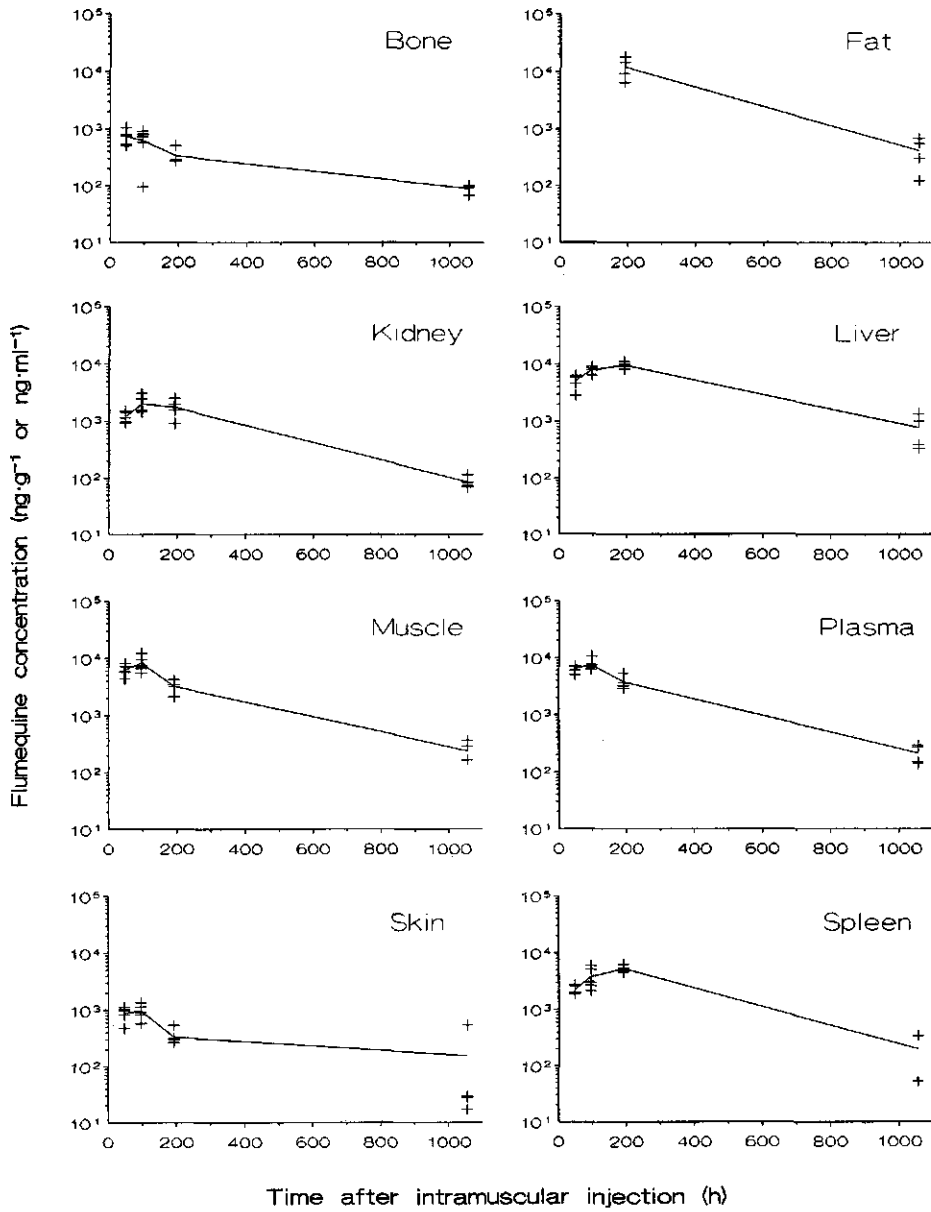 Flumequine concentration (ng·g⁻¹ or ng·ml⁻¹)
Bone
10⁵
10⁴
10³
10²
10¹
0 200 400 600 800 1000
Fat
10⁵
10⁴
10³
10²
10¹
0 200 400 600 800 1000
Kidney
10⁵
10⁴
10³
10²
10¹
0 200 400 600 800 1000
Liver
10⁵
10⁴
10³
10²
10¹
0 200 400 600 800 1000
Muscle
10⁵
10⁴
10³
10²
10¹
0 200 400 600 800 1000
Plasma
10⁵
10⁴
10³
10²
10¹
0 200 400 600 800 1000
Skin
10⁵
10⁴
10³
10²
10¹
0 200 400 600 800 1000
Spleen
10⁵
10⁴
10³
10²
10¹
0 200 400 600 800 1000
Time after intramuscular injection (h)